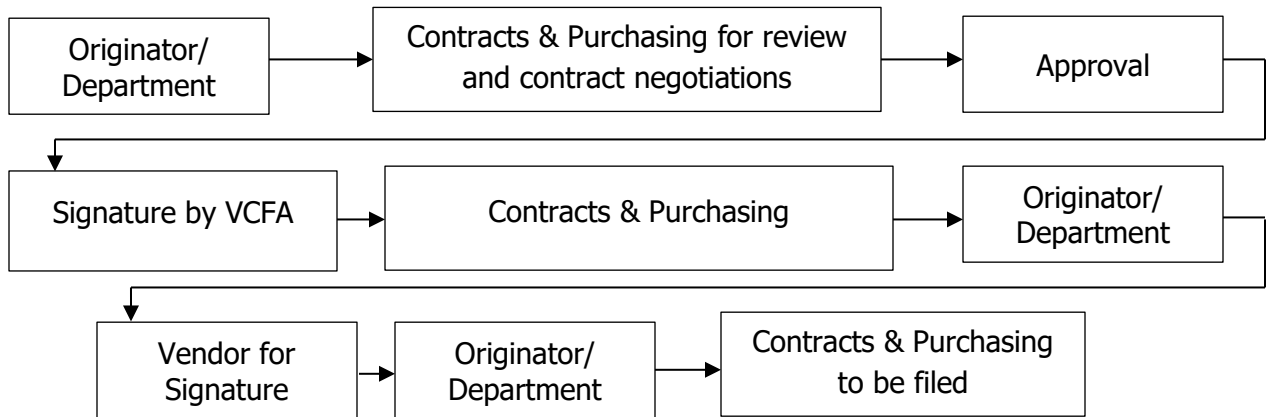 Originator/
Department
Contracts & Purchasing for review
and contract negotiations
Approval
Signature by VCFA
Contracts & Purchasing
Originator/
Department
Vendor for
Signature
Originator/
Department
Contracts & Purchasing
to be filed